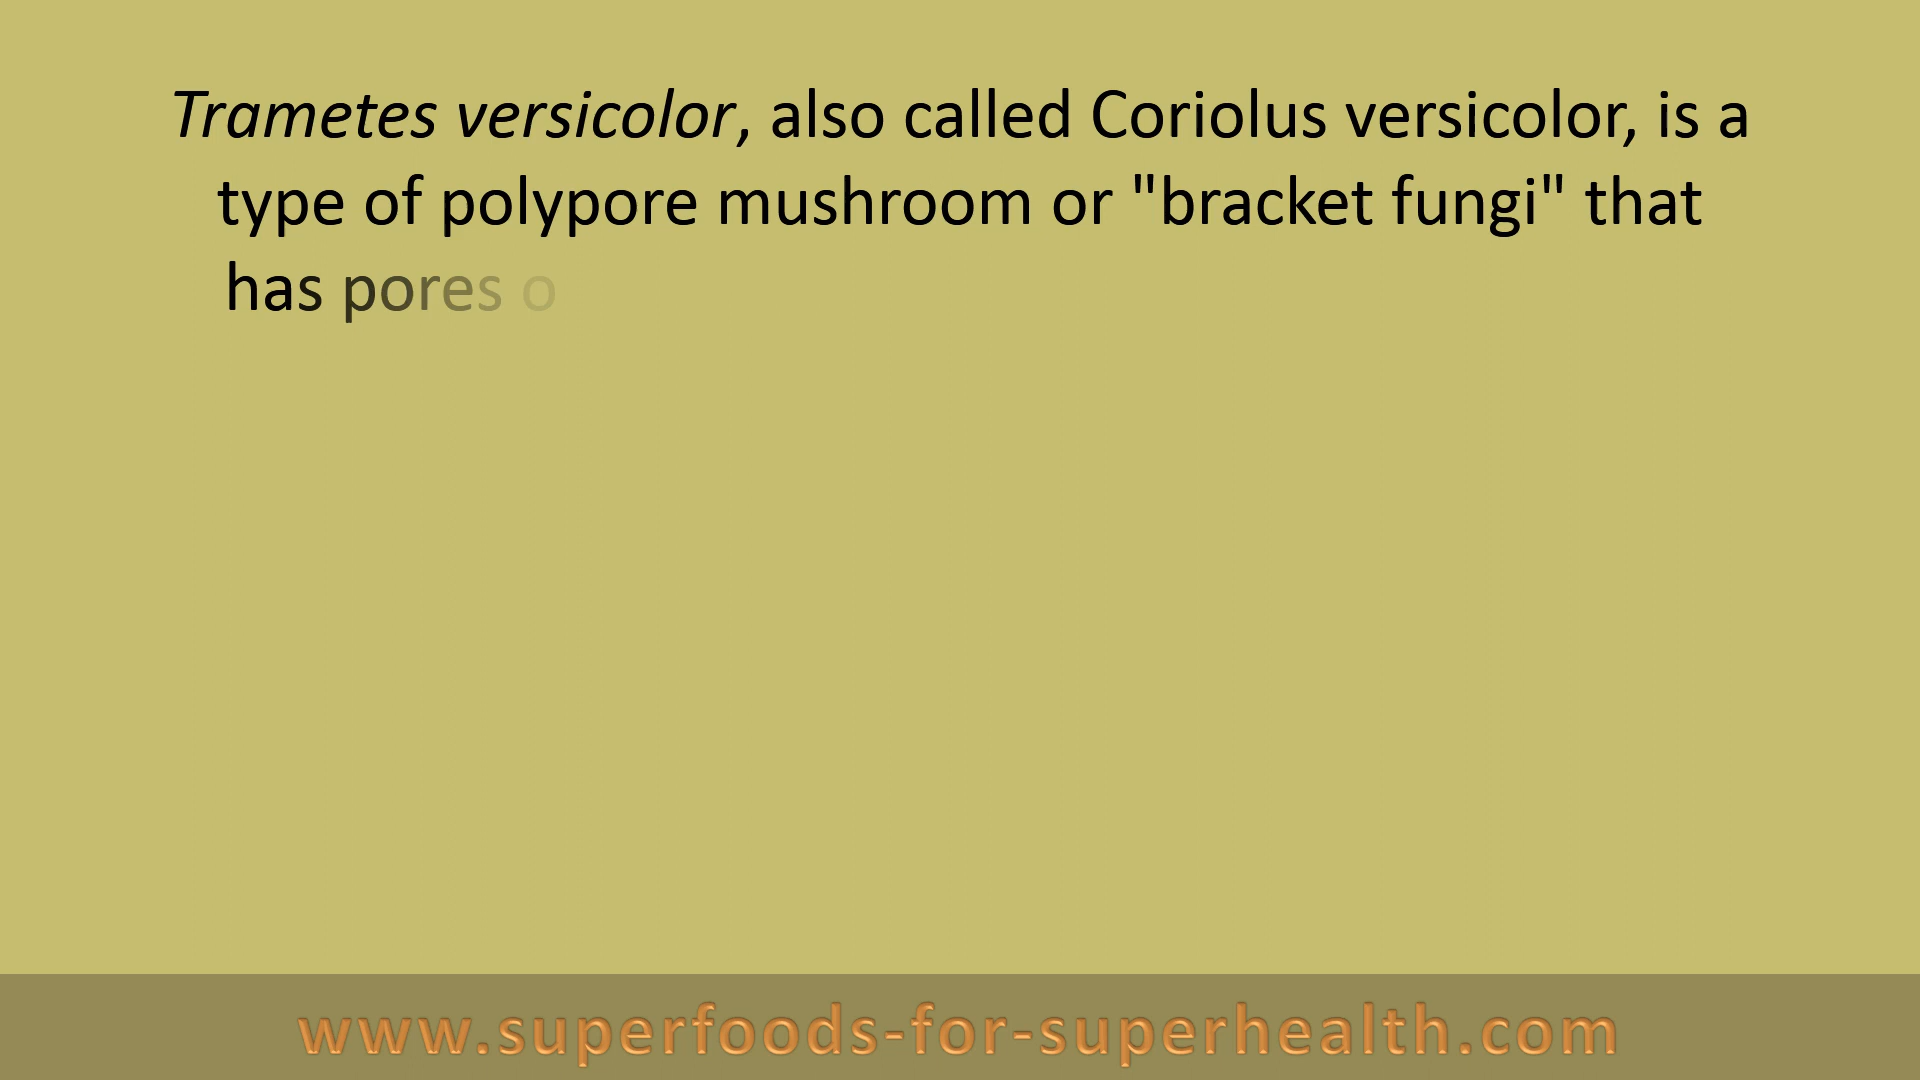 Trametes versicolor, also called Coriolus versicolor, is a
type of polypore mushroom or "bracket fungi" that
has pores o
www.superfoods-for-superhealth.com